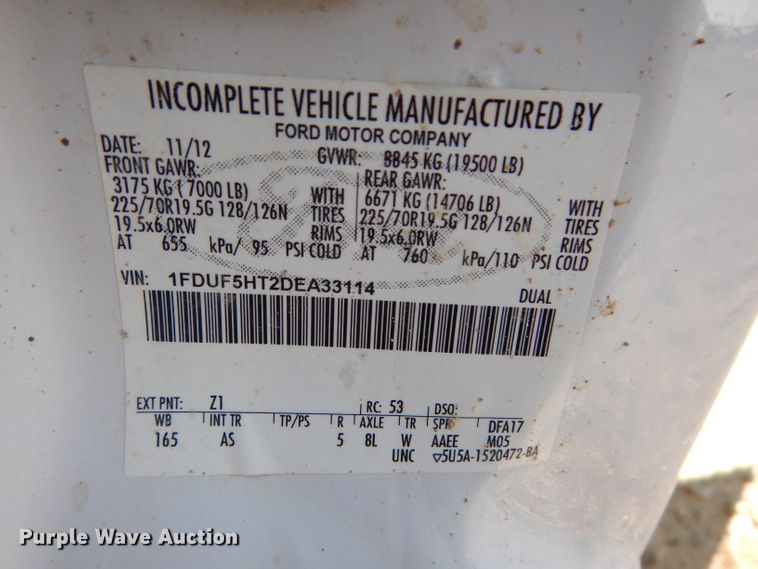 INCOMPLETE VEHICLE MANUFACTURED BY
FORD MOTOR COMPANY
DATE: 11/12 GVWR: 8845 KG (19500 LB)
FRONT GAWR: REAR GAWR:
3175 KG (7000 LB) WITH 6671 KG (14706 LB) WITH
225/70R19.5G 128/126N TIRES 225/70R19.5G 128/126N TIRES
19.5x6.0RW RIMS 19.5x6.0RW RIMS
AT 655 kPa/ 95 PSI COLD AT 760 kPa/110 PSI COLD
VIN: 1FDUF5HT2DEA33114 DUAL
EXT PNT: Z1 RC: 53 DSO:
WB INT TR TP/PS R AXLE TR SPR DFA17
165 AS 5 8L W AAEE M05
UNC ▽5U5A-1520472-BA
Purple Wave Auction